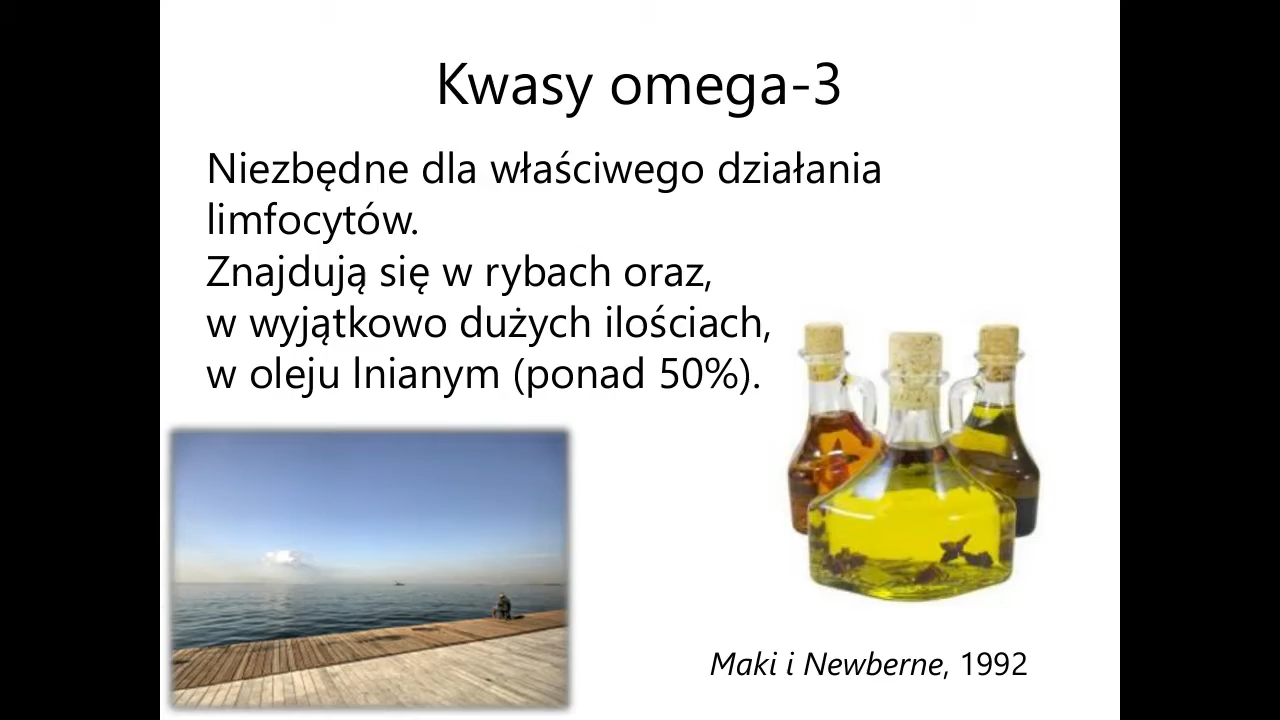 Kwasy omega-3
Niezbędne dla właściwego działania
limfocytów.
Znajdują się w rybach oraz,
w wyjątkowo dużych ilościach,
w oleju lnianym (ponad 50%).
Maki i Newberne, 1992